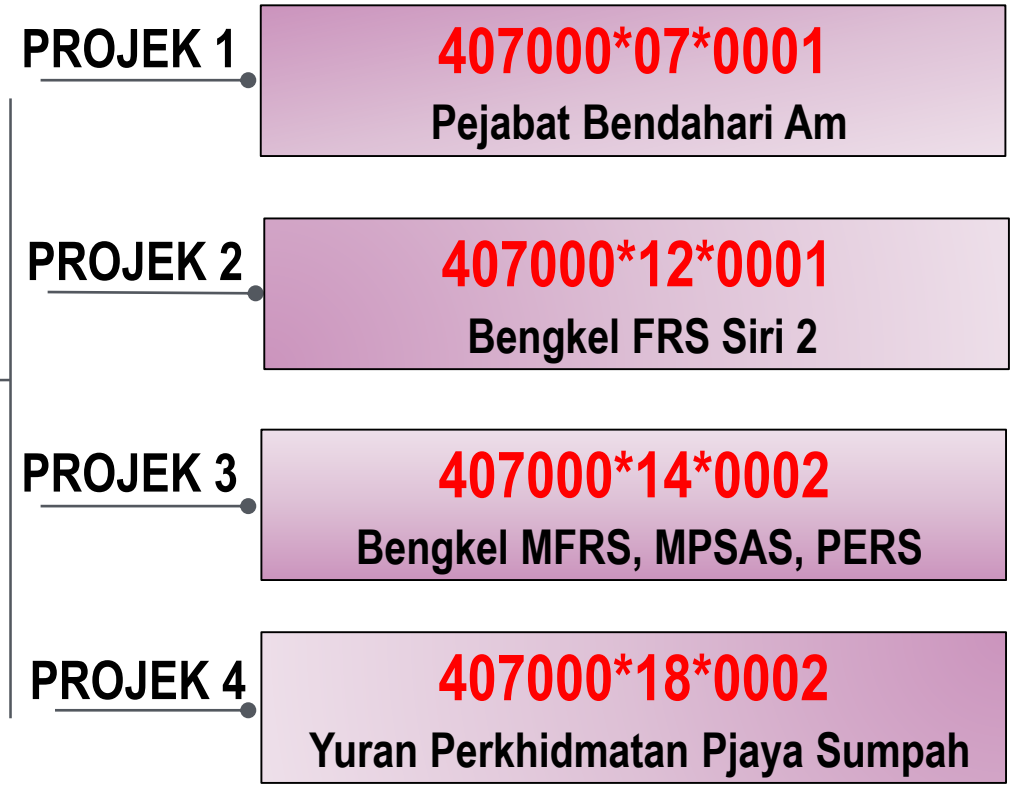 PROJEK 1
407000*07*0001
Pejabat Bendahari Am
PROJEK 2
407000*12*0001
Bengkel FRS Siri 2
PROJEK 3
407000*14*0002
Bengkel MFRS, MPSAS, PERS
PROJEK 4
407000*18*0002
Yuran Perkhidmatan Pjaya Sumpah